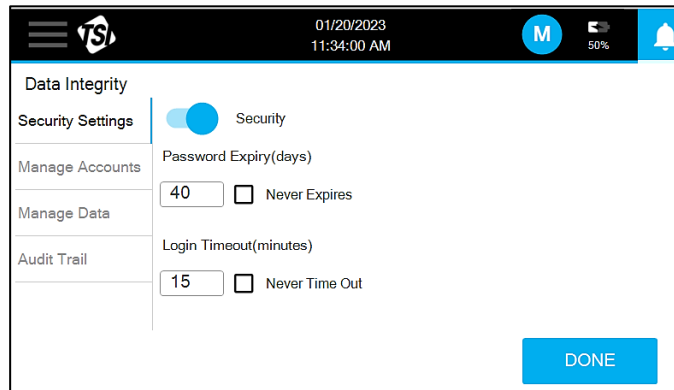 TSI
01/20/2023
11:34:00 AM
M
50%
Data Integrity
Security Settings
Manage Accounts
Manage Data
Audit Trail
Security
Password Expiry(days)
40 Never Expires
Login Timeout(minutes)
15 Never Time Out
DONE